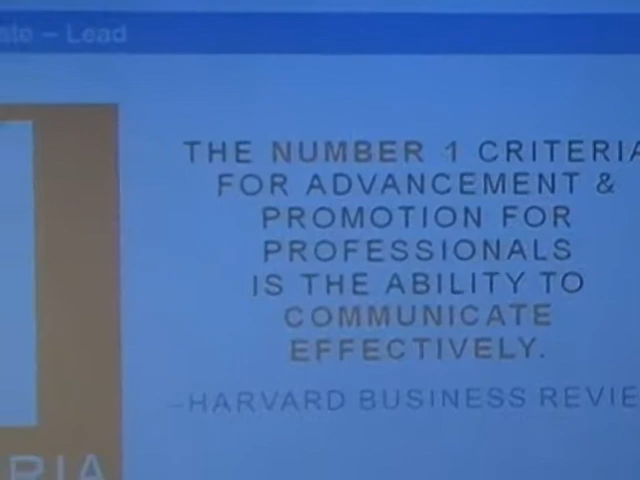 – Lead
THE NUMBER 1 CRITERIA
FOR ADVANCEMENT &
PROMOTION FOR
PROFESSIONALS
IS THE ABILITY TO
COMMUNICATE
EFFECTIVELY.
–HARVARD BUSINESS REVIE
RIA